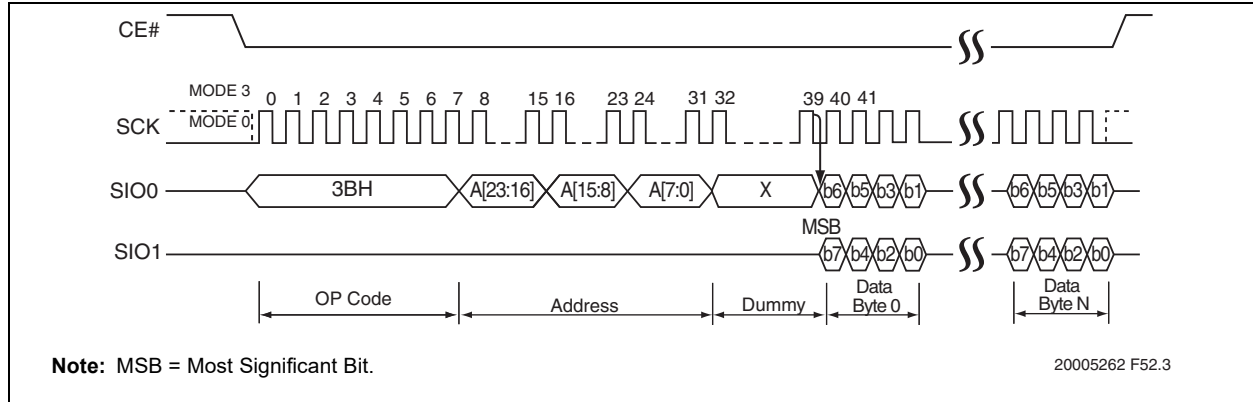 CE#
MODE 3
0 1 2 3 4 5 6 7 8 15 16 23 24 31 32 39 40 41
SCK
MODE 0
SIO0 3BH A[23:16] A[15:8] A[7:0] X b6 b5 b3 b1 b6 b5 b3 b1
MSB
SIO1 b7 b4 b2 b0 b7 b4 b2 b0
OP Code Address Dummy Data Byte 0 Data Byte N
Note: MSB = Most Significant Bit.
20005262 F52.3